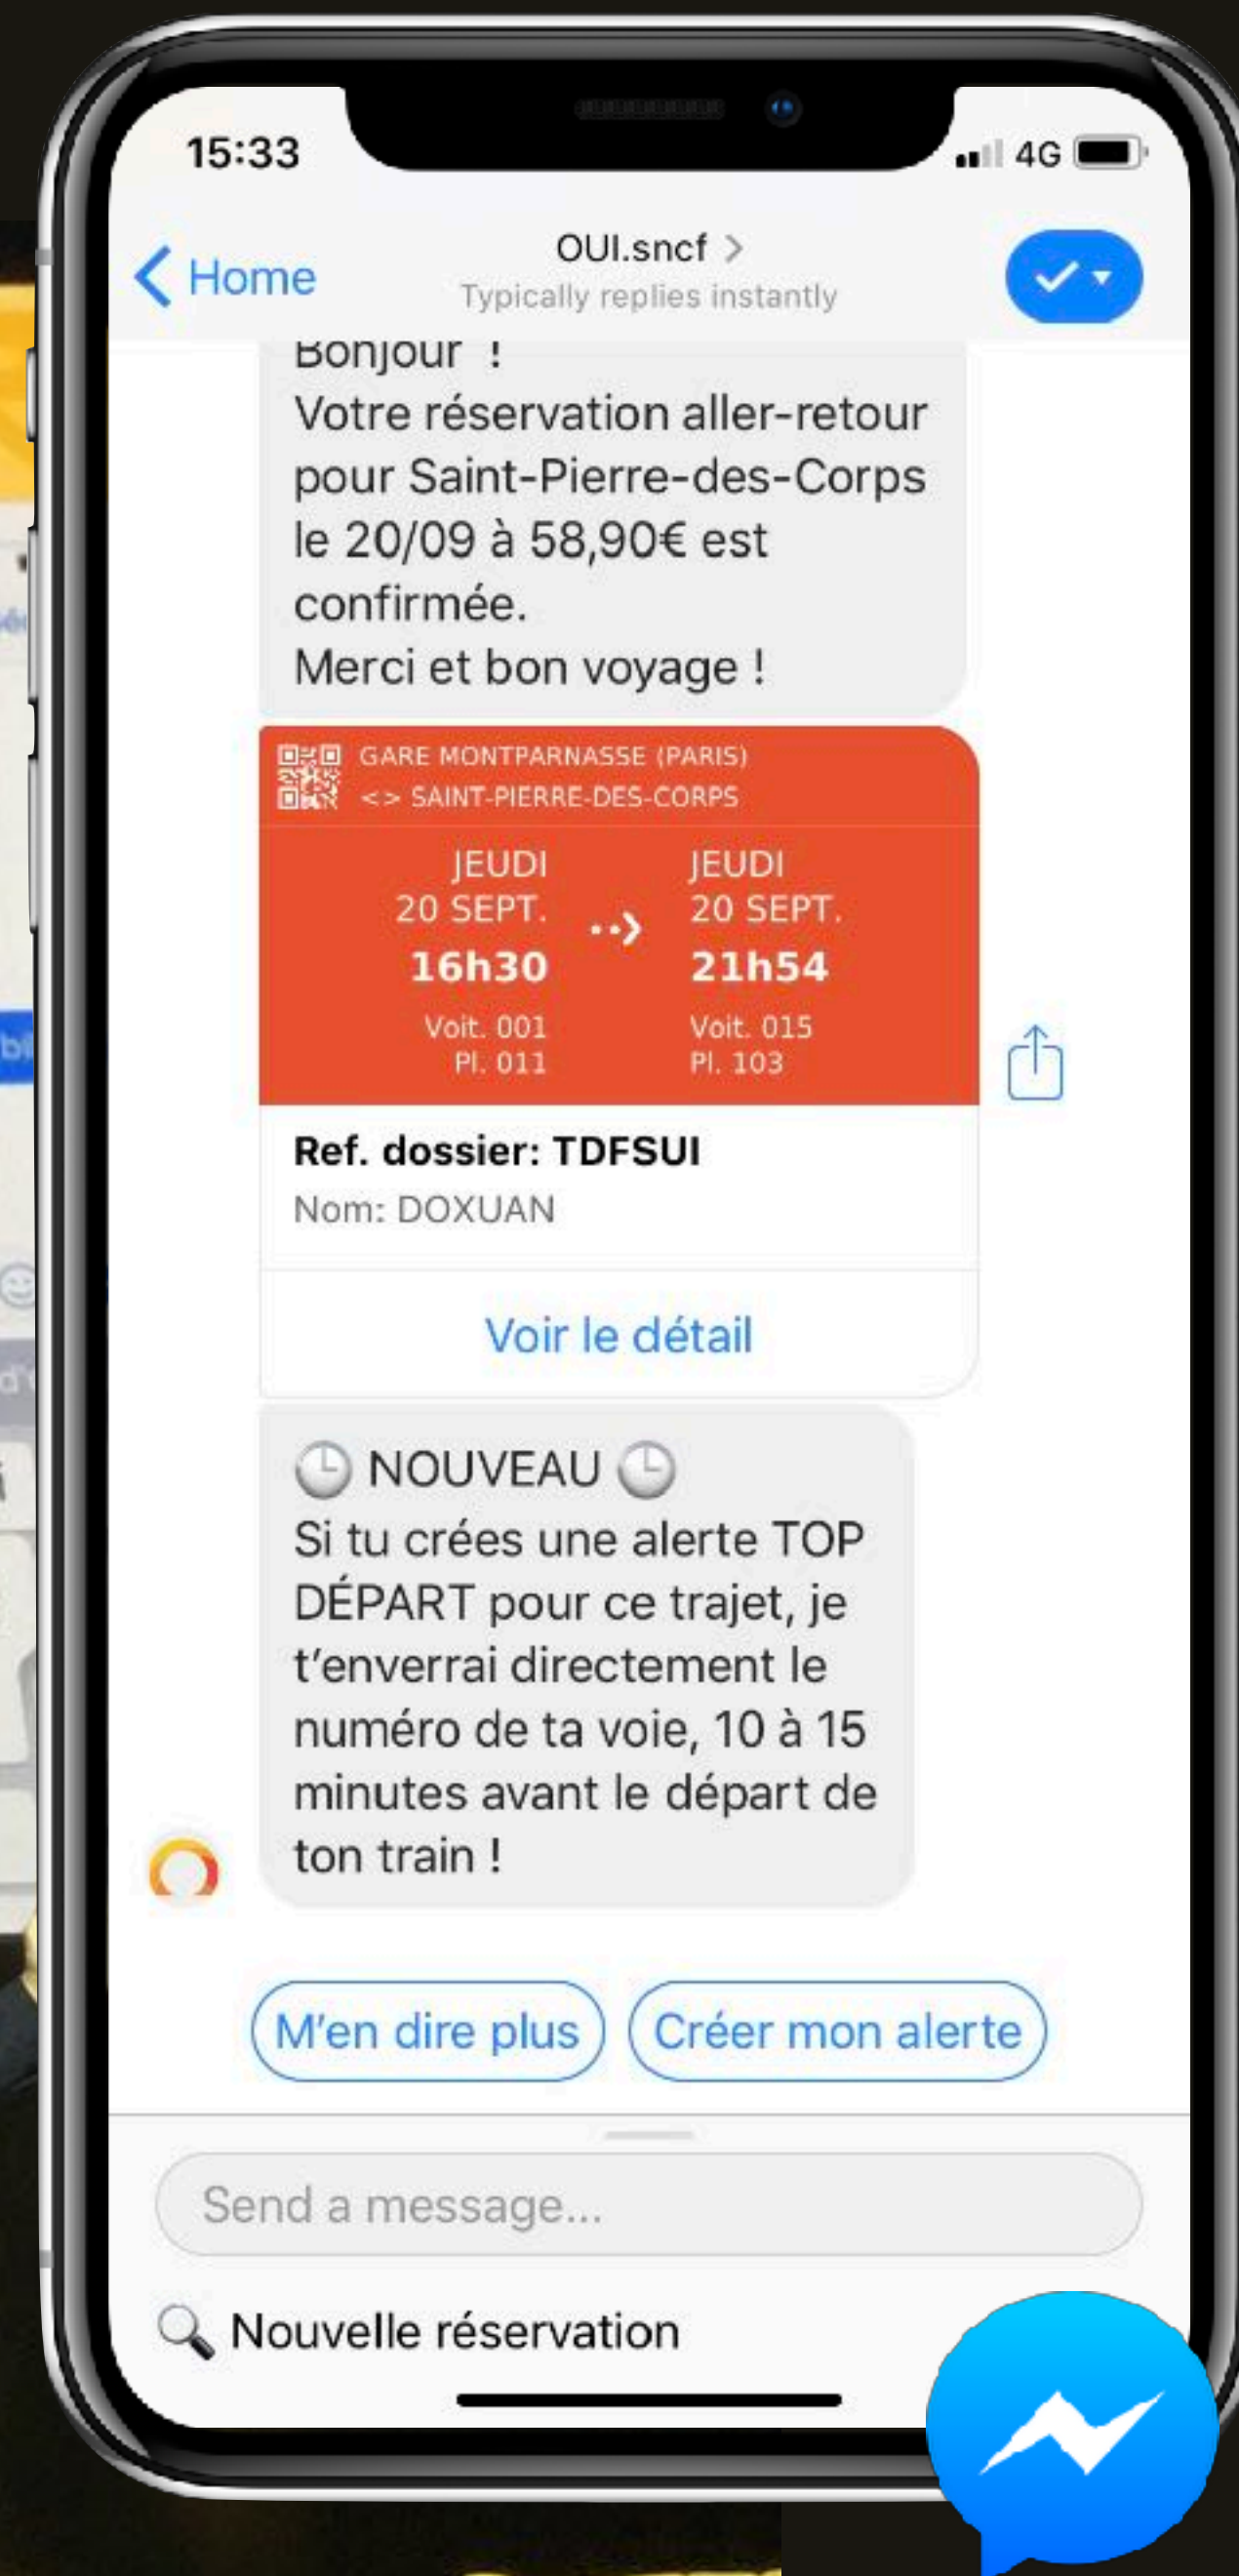 15:33
4G
Home
OUI.sncf >
Typically replies instantly
Bonjour !
Votre réservation aller-retour
pour Saint-Pierre-des-Corps
le 20/09 à 58,90€ est
confirmée.
Merci et bon voyage !
GARE MONTPARNASSE (PARIS)
<> SAINT-PIERRE-DES-CORPS
JEUDI
20 SEPT.
16h30
Voit. 001
Pl. 011
JEUDI
20 SEPT.
21h54
Voit. 015
Pl. 103
Ref. dossier: TDFSUI
Nom: DOXUAN
Voir le détail
🕒 NOUVEAU 🕒
Si tu crées une alerte TOP
DÉPART pour ce trajet, je
t’enverrai directement le
numéro de ta voie, 10 à 15
minutes avant le départ de
ton train !
M’en dire plus
Créer mon alerte
Send a message...
Nouvelle réservation